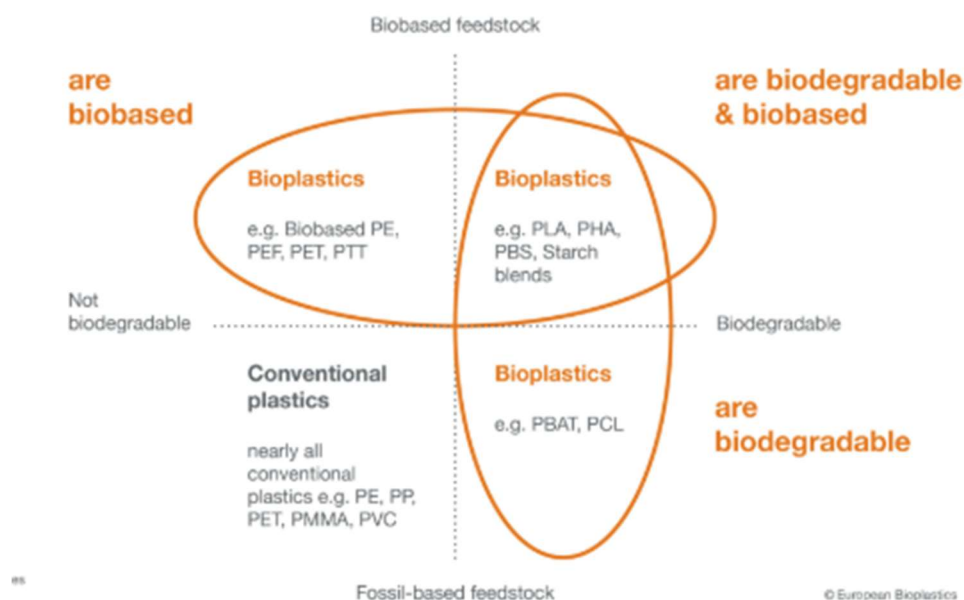 Biobased feedstock
are
biobased
are biodegradable
& biobased
Bioplastics
e.g. Biobased PE,
PEF, PET, PTT
Bioplastics
e.g. PLA, PHA,
PBS, Starch
blends
Not
biodegradable
Biodegradable
Conventional
plastics
nearly all
conventional
plastics e.g. PE, PP,
PET, PMMA, PVC
Bioplastics
e.g. PBAT, PCL
are
biodegradable
es
Fossil-based feedstock
© European Bioplastics